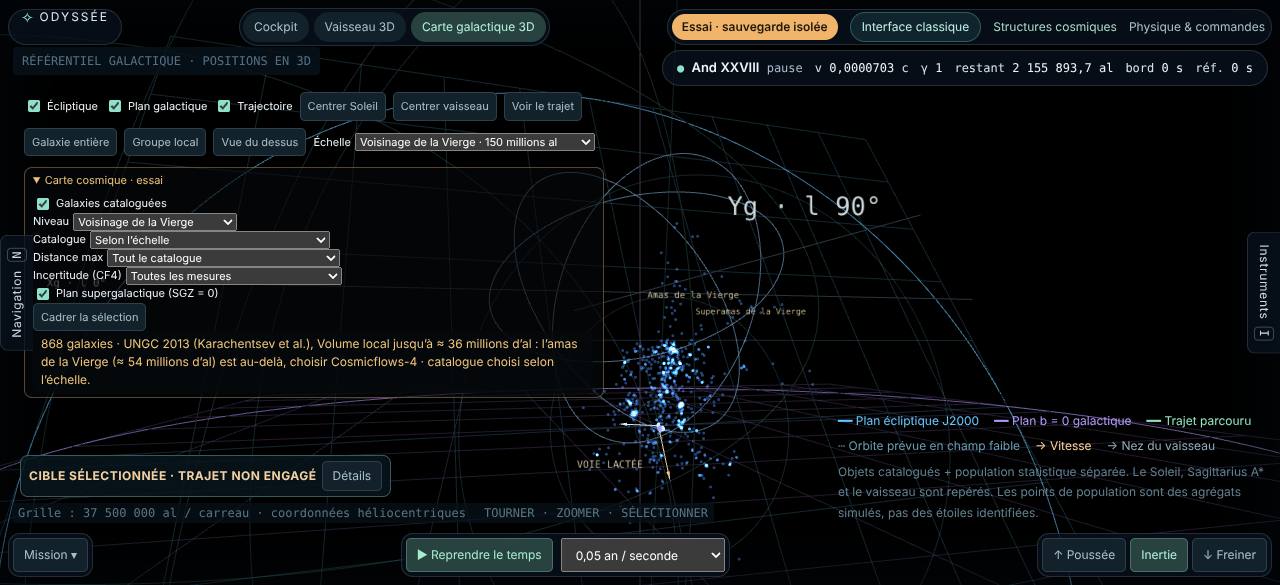 ✧ ODYSSÉE
Cockpit Vaisseau 3D Carte galactique 3D
Essai · sauvegarde isolée Interface classique Structures cosmiques Physique & commandes
RÉFÉRENTIEL GALACTIQUE · POSITIONS EN 3D
And XXVIII pause v 0,0000703 c γ 1 restant 2 155 893,7 al bord 0 s réf. 0 s
Écliptique Plan galactique Trajectoire Centrer Soleil Centrer vaisseau Voir le trajet
Galaxie entière Groupe local Vue du dessus Échelle Voisinage de la Vierge · 150 millions al
▼ Carte cosmique · essai
Galaxies cataloguées
Niveau Voisinage de la Vierge
Catalogue Selon l'échelle
Distance max Tout le catalogue
Incertitude (CF4) Toutes les mesures
Plan supergalactique (SGZ = 0)
Cadrer la sélection
868 galaxies · UNGC 2013 (Karachentsev et al.), Volume local jusqu'à ≈ 36 millions d'al : l'amas
de la Vierge (≈ 54 millions d'al) est au-delà, choisir Cosmicflows-4 · catalogue choisi selon
l'échelle.
Navigation N
Yg · l 90°
Amas de la Vierge
Superamas de la Vierge
VOIE LACTÉE
Instruments I
Plan écliptique J2000 Plan b = 0 galactique Trajet parcouru
Orbite prévue en champ faible → Vitesse → Nez du vaisseau
Objets catalogués + population statistique séparée. Le Soleil, Sagittarius A*
et le vaisseau sont repérés. Les points de population sont des agrégats
simulés, pas des étoiles identifiées.
CIBLE SÉLECTIONNÉE · TRAJET NON ENGAGÉ Détails
Grille : 37 500 000 al / carreau · coordonnées héliocentriques TOURNER · ZOOMER · SÉLECTIONNER
Mission ▾ ▶ Reprendre le temps 0,05 an / seconde ↑ Poussée Inertie ↓ Freiner